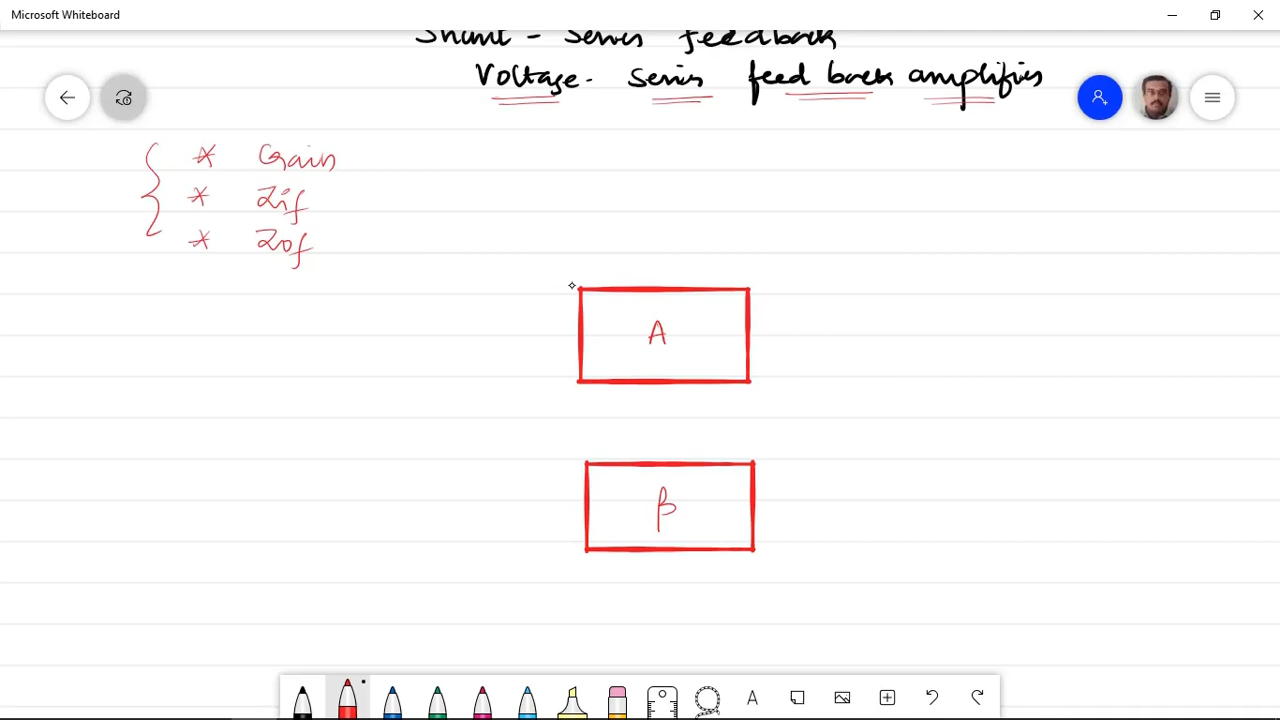 Microsoft Whiteboard
Shunt - Series feedback
Voltage - series feed back amplifier
* Gain
* Zif
* Zof
A
β
A